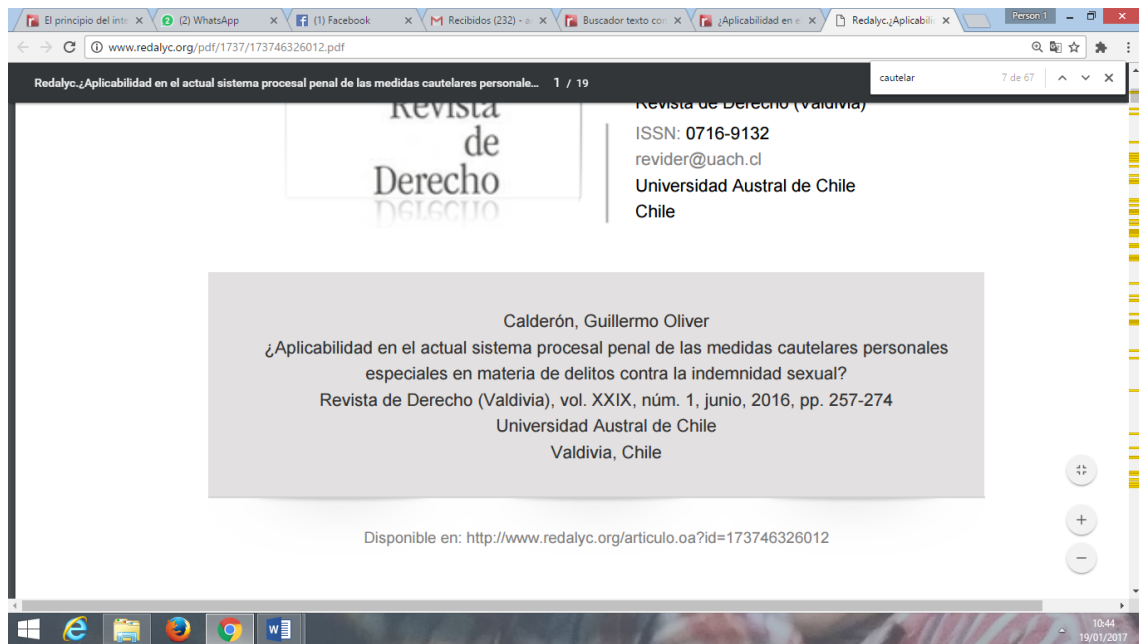 El principio del inte
(2) WhatsApp
(1) Facebook
Recibidos (232) - a
Buscador texto con
¿Aplicabilidad en e
Redalyc.¿Aplicabilid
Person 1
www.redalyc.org/pdf/1737/173746326012.pdf
Redalyc.¿Aplicabilidad en el actual sistema procesal penal de las medidas cautelares personale... 1 / 19
cautelar 7 de 67
Revista
de
Derecho
Revista de Derecho (Valdivia)
ISSN: 0716-9132
revider@uach.cl
Universidad Austral de Chile
Chile
Calderón, Guillermo Oliver
¿Aplicabilidad en el actual sistema procesal penal de las medidas cautelares personales
especiales en materia de delitos contra la indemnidad sexual?
Revista de Derecho (Valdivia), vol. XXIX, núm. 1, junio, 2016, pp. 257-274
Universidad Austral de Chile
Valdivia, Chile
Disponible en: http://www.redalyc.org/articulo.oa?id=173746326012
10:44
19/01/2017